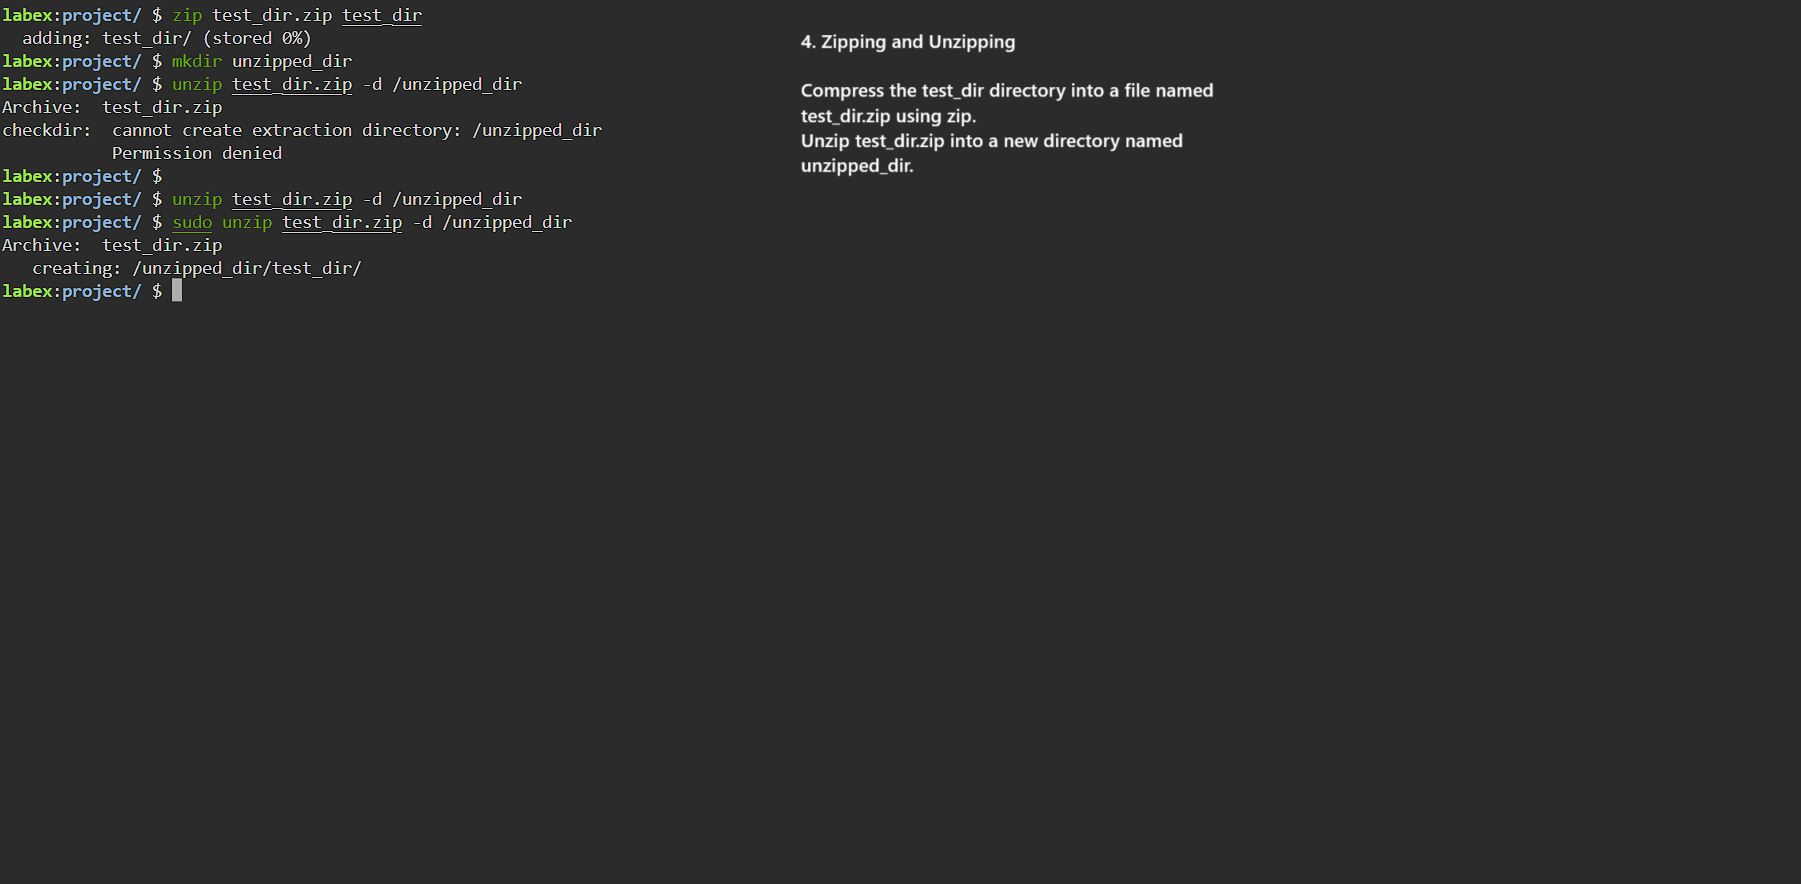 labex:project/ $ zip test_dir.zip test_dir
  adding: test_dir/ (stored 0%)
labex:project/ $ mkdir unzipped_dir
labex:project/ $ unzip test_dir.zip -d /unzipped_dir
Archive:  test_dir.zip
checkdir:  cannot create extraction directory: /unzipped_dir
           Permission denied
labex:project/ $
labex:project/ $ unzip test_dir.zip -d /unzipped_dir
labex:project/ $ sudo unzip test_dir.zip -d /unzipped_dir
Archive:  test_dir.zip
   creating: /unzipped_dir/test_dir/
labex:project/ $
4. Zipping and Unzipping
Compress the test_dir directory into a file named
test_dir.zip using zip.
Unzip test_dir.zip into a new directory named
unzipped_dir.